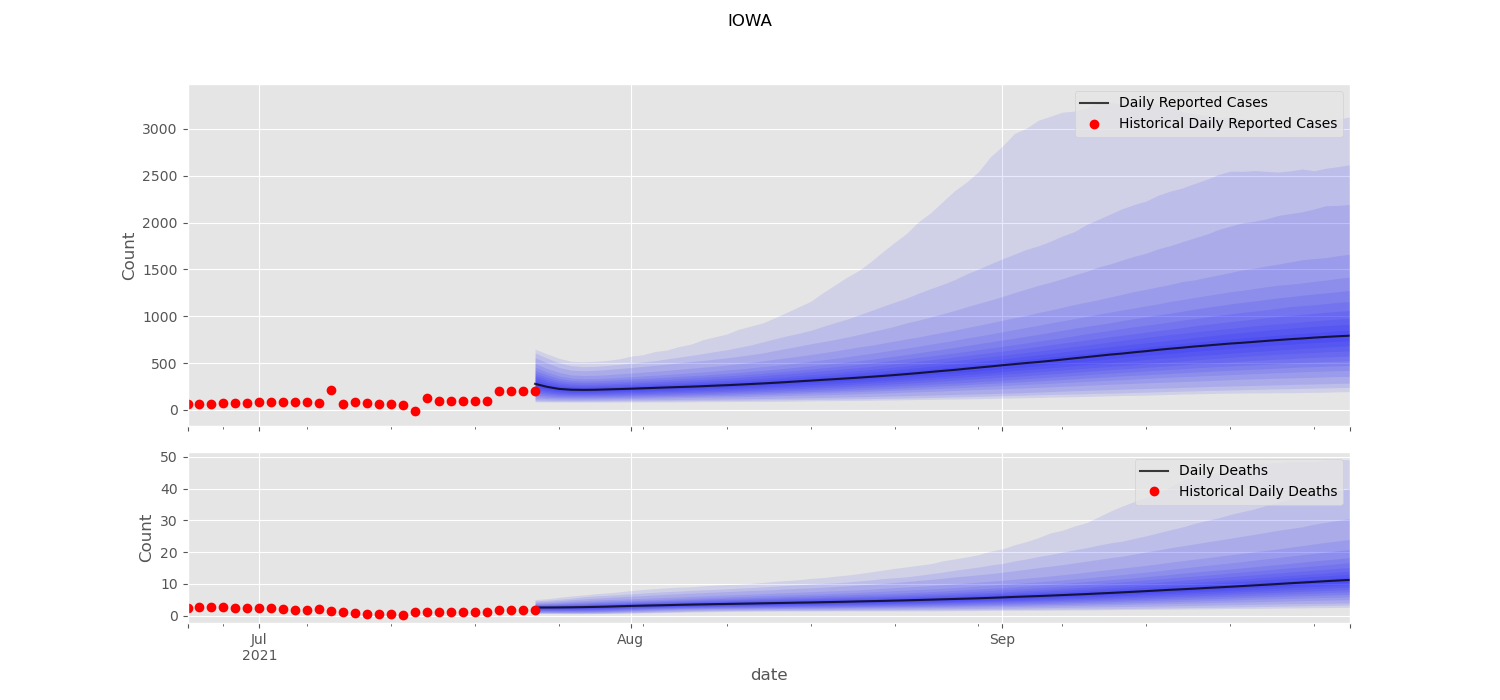 IOWA
Count
3000
2500
2000
1500
1000
500
0
Daily Reported Cases
Historical Daily Reported Cases
Count
50
40
30
20
10
0
Daily Deaths
Historical Daily Deaths
Jul
2021
Aug
Sep
date